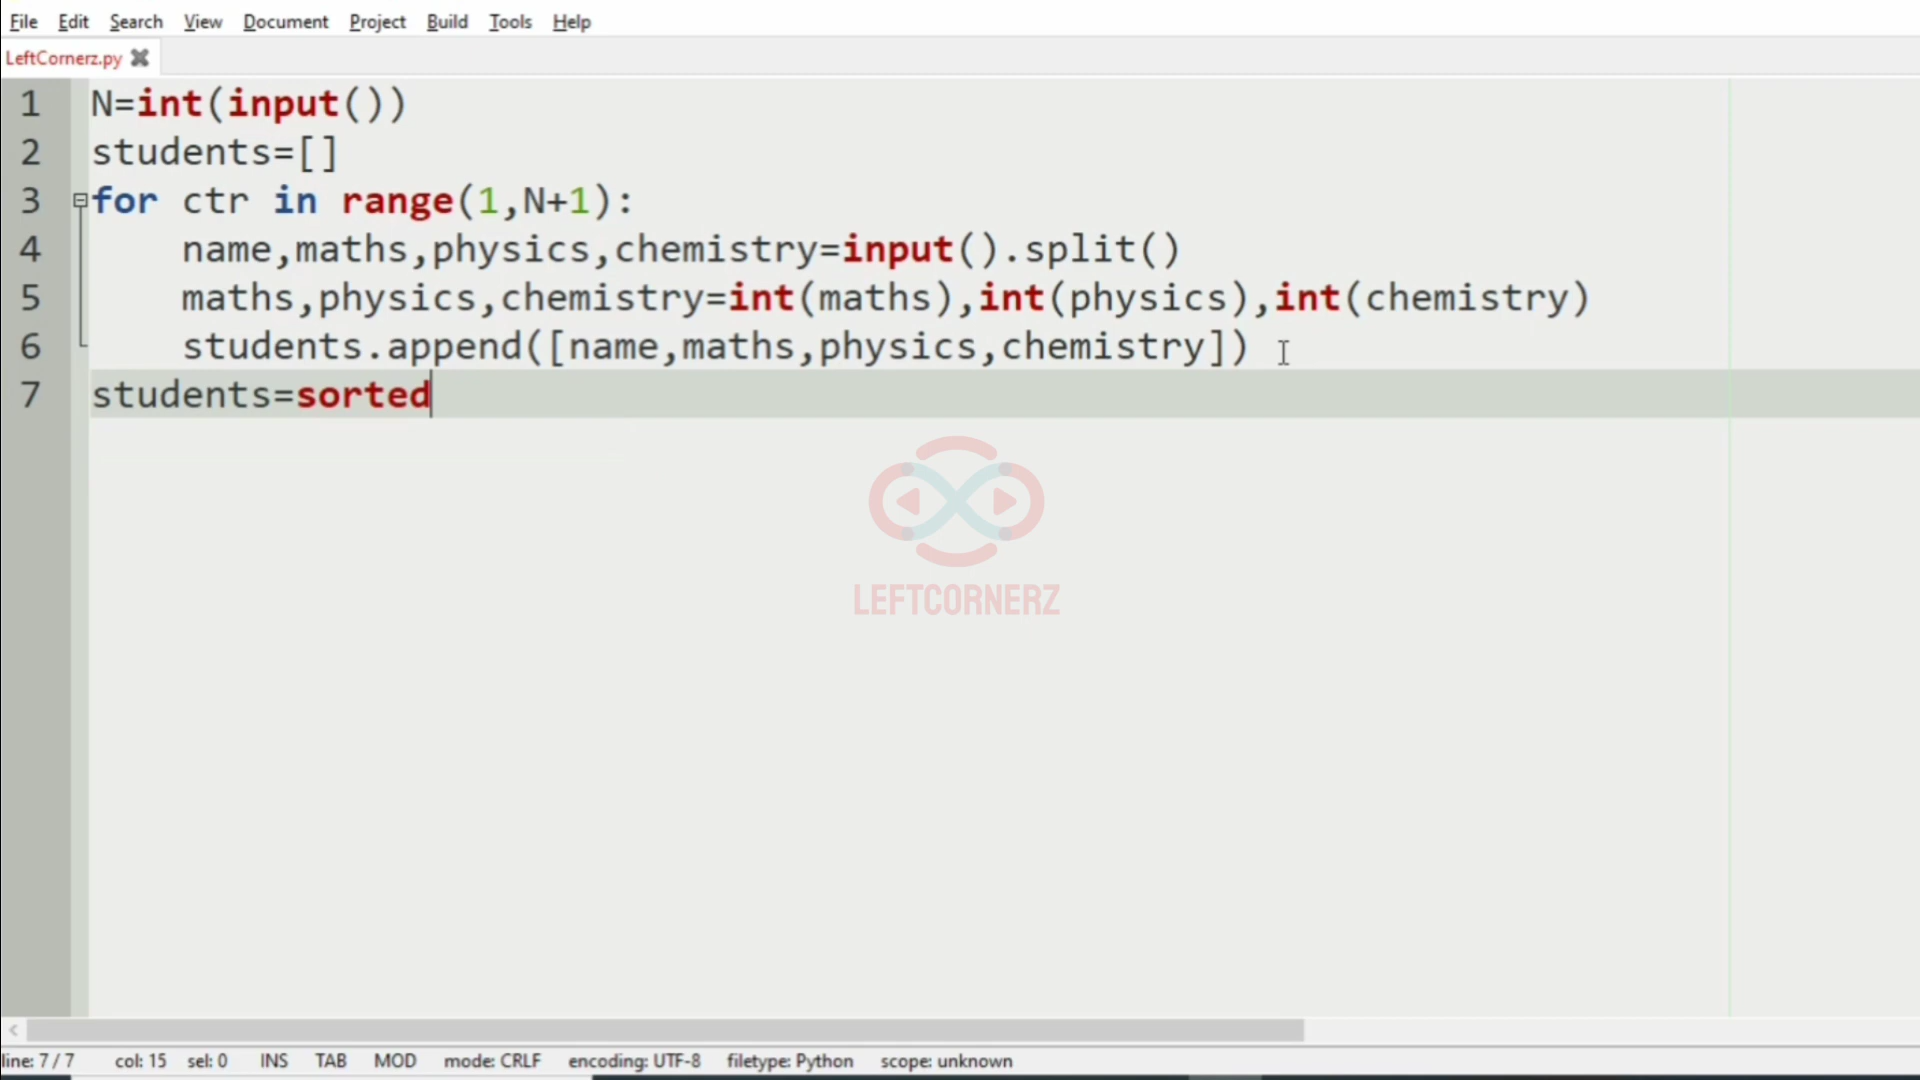 File Edit Search View Document Project Build Tools Help
LeftCornerz.py
1 N=int(input())
2 students=[]
3 for ctr in range(1,N+1):
4 name,maths,physics,chemistry=input().split()
5 maths,physics,chemistry=int(maths),int(physics),int(chemistry)
6 students.append([name,maths,physics,chemistry])
7 students=sorted
LEFTCORNERZ
line: 7 / 7 col: 15 sel: 0 INS TAB MOD mode: CRLF encoding: UTF-8 filetype: Python scope: unknown